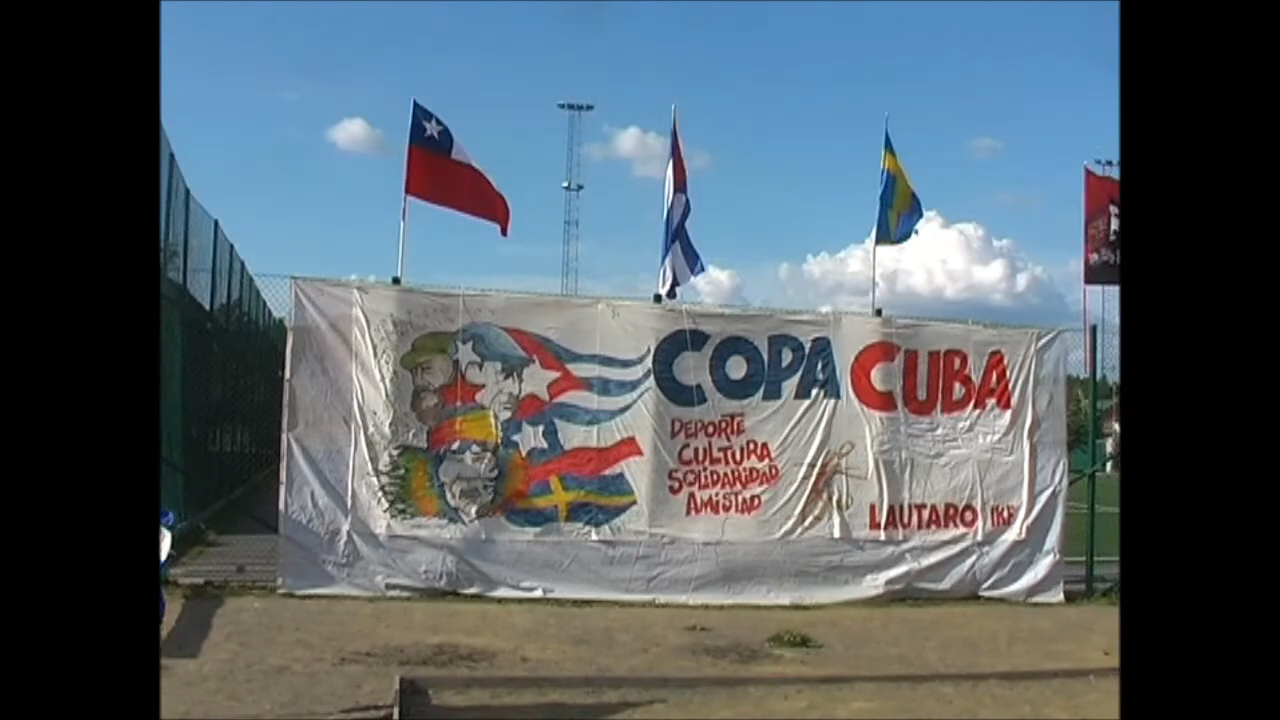 COPA CUBA
DEPORTE
CULTURA
SOLIDARIDAD
AMISTAD
LAUTARO IKF